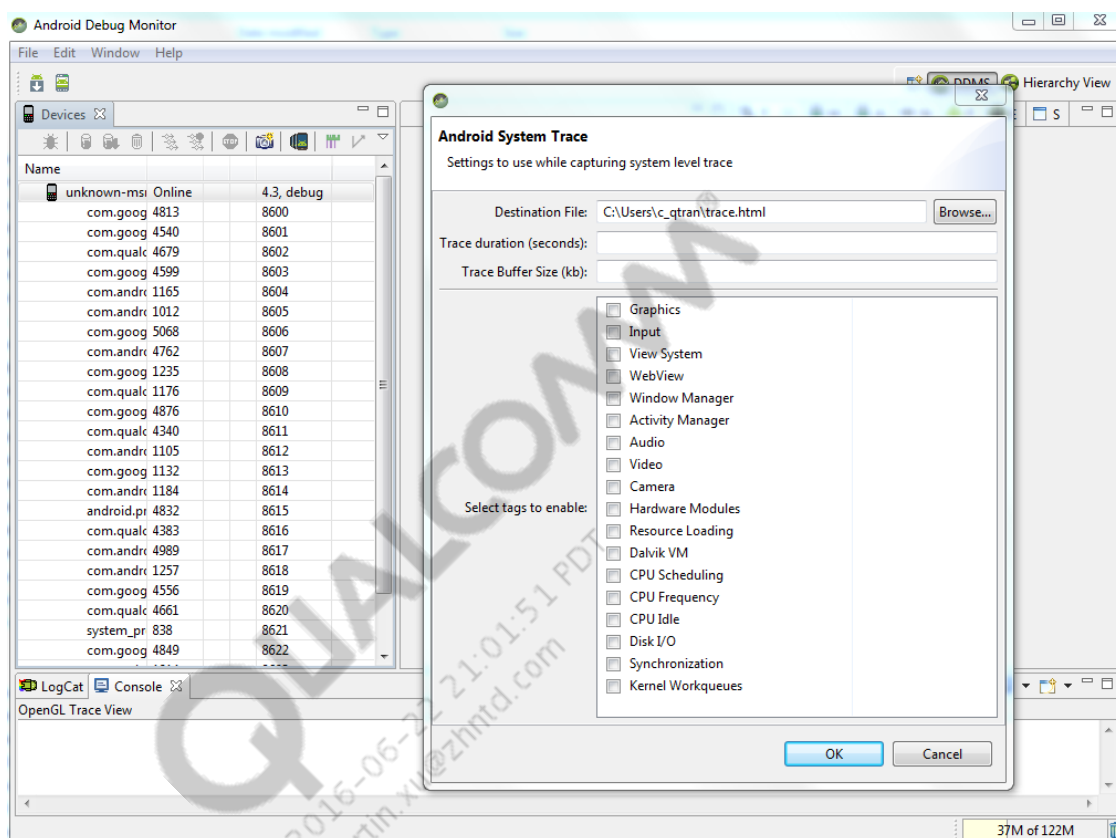 Android Debug Monitor
File Edit Window Help
DDMS Hierarchy View
Devices
S
Name
unknown-msi Online 4.3, debug
com.goog 4813 8600
com.goog 4540 8601
com.qualc 4679 8602
com.goog 4599 8603
com.andrc 1165 8604
com.andrc 1012 8605
com.goog 5068 8606
com.andrc 4762 8607
com.goog 1235 8608
com.qualc 1176 8609
com.goog 4876 8610
com.qualc 4340 8611
com.andrc 1105 8612
com.goog 1132 8613
com.andrc 1184 8614
android.pr 4832 8615
com.qualc 4383 8616
com.andrc 4989 8617
com.andrc 1257 8618
com.goog 4556 8619
com.qualc 4661 8620
system_pr 838 8621
com.goog 4849 8622
Android System Trace
Settings to use while capturing system level trace
Destination File: C:\Users\c_qtran\trace.html Browse...
Trace duration (seconds):
Trace Buffer Size (kb):
Select tags to enable:
Graphics
Input
View System
WebView
Window Manager
Activity Manager
Audio
Video
Camera
Hardware Modules
Resource Loading
Dalvik VM
CPU Scheduling
CPU Frequency
CPU Idle
Disk I/O
Synchronization
Kernel Workqueues
OK Cancel
LogCat Console
OpenGL Trace View
37M of 122M
QUALCOMM
2016-06-22 21:01:51 PDT